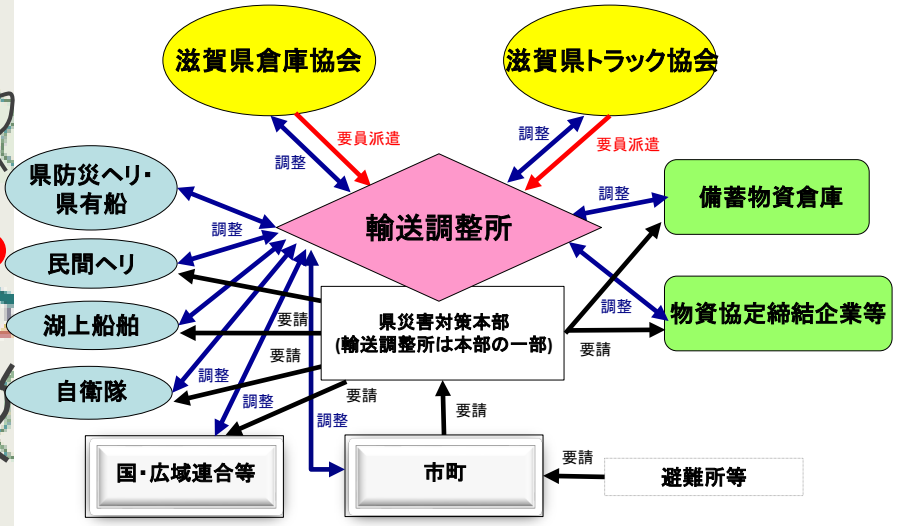 滋賀県倉庫協会
滋賀県トラック協会
要員派遣
調整
調整
要員派遣
県防災ヘリ・
県有船
調整
備蓄物資倉庫
輸送調整所
調整
民間ヘリ
調整
物資協定締結企業等
湖上船舶
要請
県災害対策本部
(輸送調整所は本部の一部)
要請
要請
自衛隊
調整
調整
要請
調整
要請
国・広域連合等
市町
要請
避難所等